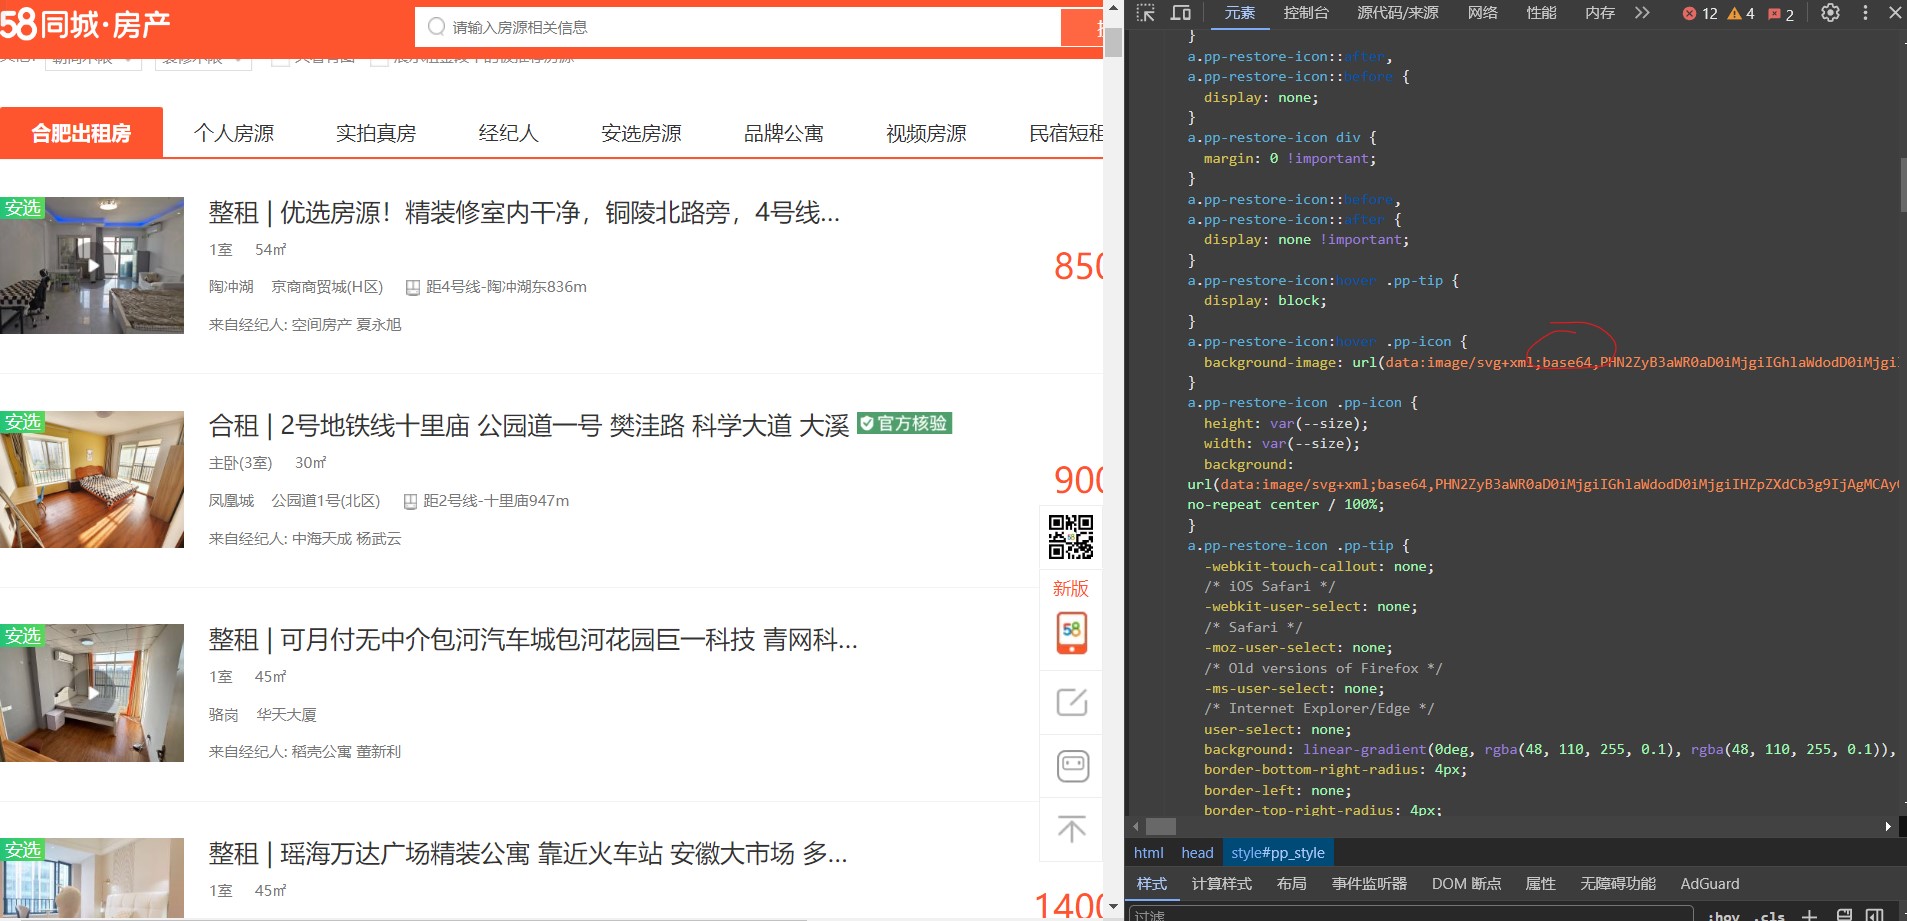 58同城·房产
请输入房源相关信息
合肥出租房 个人房源 实拍真房 经纪人 安选房源 品牌公寓 视频房源 民宿短租
安选
整租 | 优选房源！精装修室内干净，铜陵北路旁，4号线...
1室 54㎡
850
陶冲湖 京商商贸城(H区) 距4号线-陶冲湖东836m
来自经纪人: 空间房产 夏永旭
安选
合租 | 2号地铁线十里庙 公园道一号 樊洼路 科学大道 大溪 官方核验
主卧(3室) 30㎡
900
凤凰城 公园道1号(北区) 距2号线-十里庙947m
来自经纪人: 中海天成 杨武云
新版
58
安选
整租 | 可月付无中介包河汽车城包河花园巨一科技 青网科...
1室 45㎡
骆岗 华天大厦
来自经纪人: 稻壳公寓 董新利
安选
整租 | 瑶海万达广场精装公寓 靠近火车站 安徽大市场 多...
1室 45㎡
1400
元素 控制台 源代码/来源 网络 性能 内存 12 4 2
}
a.pp-restore-icon::after,
a.pp-restore-icon::before {
display: none;
}
a.pp-restore-icon div {
margin: 0 !important;
}
a.pp-restore-icon::before,
a.pp-restore-icon::after {
display: none !important;
}
a.pp-restore-icon:hover .pp-tip {
display: block;
}
a.pp-restore-icon:hover .pp-icon {
background-image: url(data:image/svg+xml;base64,PHN2ZyB3aWR0aD0iMjgiIGhlaWdodD0iMjgiI
}
a.pp-restore-icon .pp-icon {
height: var(--size);
width: var(--size);
background:
url(data:image/svg+xml;base64,PHN2ZyB3aWR0aD0iMjgiIGhlaWdodD0iMjgiIHZpZXdCb3g9IjAgMCAy
no-repeat center / 100%;
}
a.pp-restore-icon .pp-tip {
-webkit-touch-callout: none;
/* iOS Safari */
-webkit-user-select: none;
/* Safari */
-moz-user-select: none;
/* Old versions of Firefox */
-ms-user-select: none;
/* Internet Explorer/Edge */
user-select: none;
background: linear-gradient(0deg, rgba(48, 110, 255, 0.1), rgba(48, 110, 255, 0.1)),
border-bottom-right-radius: 4px;
border-left: none;
border-top-right-radius: 4px;
html head style#pp_style
样式 计算样式 布局 事件监听器 DOM 断点 属性 无障碍功能 AdGuard
过滤 :hov .cls